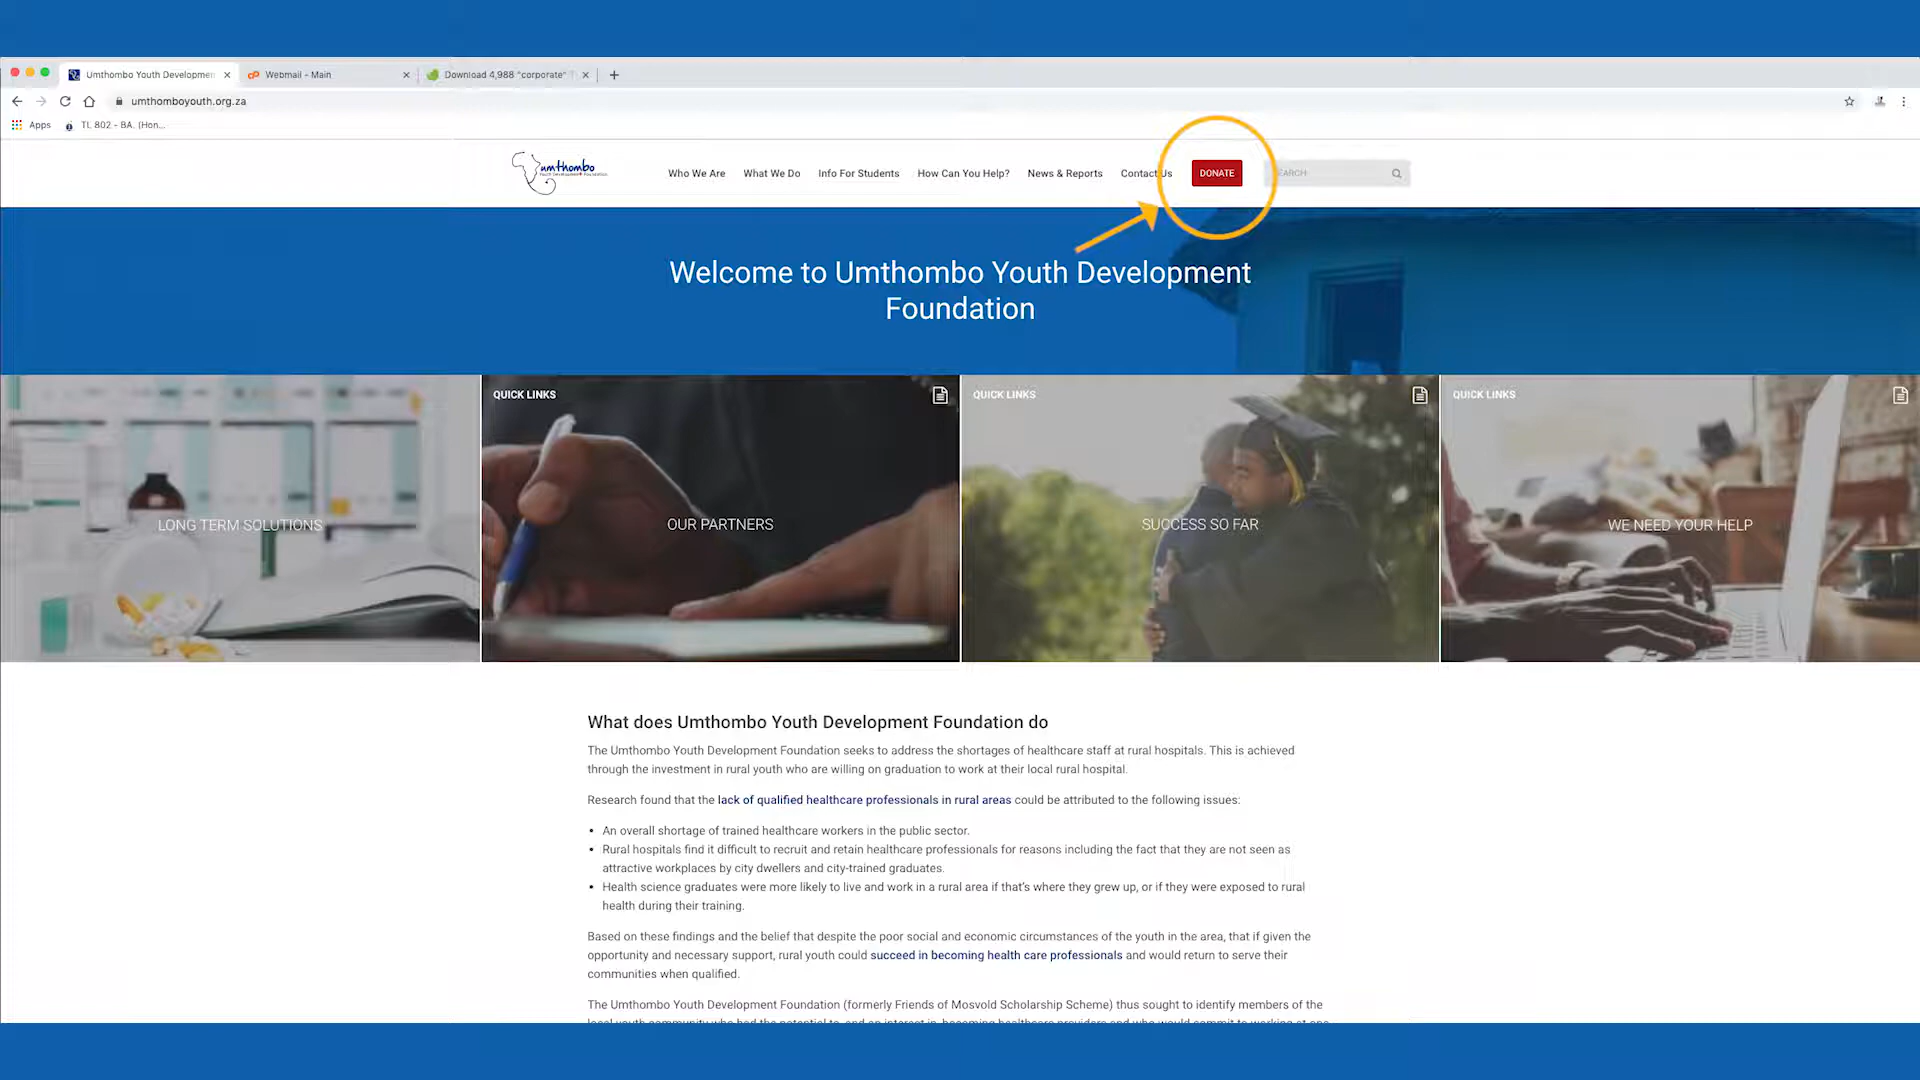 Umthombo Youth Developmen
Webmail - Main
Download 4,988 "corporate"
umthomboyouth.org.za
Apps
TL 802 - BA. (Hon...
umthombo
Youth Development Foundation
Who We Are
What We Do
Info For Students
How Can You Help?
News & Reports
Contact Us
DONATE
EARCH
Welcome to Umthombo Youth Development
Foundation
LONG TERM SOLUTIONS
QUICK LINKS
OUR PARTNERS
QUICK LINKS
SUCCESS SO FAR
QUICK LINKS
WE NEED YOUR HELP
What does Umthombo Youth Development Foundation do
The Umthombo Youth Development Foundation seeks to address the shortages of healthcare staff at rural hospitals. This is achieved
through the investment in rural youth who are willing on graduation to work at their local rural hospital.
Research found that the lack of qualified healthcare professionals in rural areas could be attributed to the following issues:
• An overall shortage of trained healthcare workers in the public sector.
• Rural hospitals find it difficult to recruit and retain healthcare professionals for reasons including the fact that they are not seen as
attractive workplaces by city dwellers and city-trained graduates.
• Health science graduates were more likely to live and work in a rural area if that's where they grew up, or if they were exposed to rural
health during their training.
Based on these findings and the belief that despite the poor social and economic circumstances of the youth in the area, that if given the
opportunity and necessary support, rural youth could succeed in becoming health care professionals and would return to serve their
communities when qualified.
The Umthombo Youth Development Foundation (formerly Friends of Mosvold Scholarship Scheme) thus sought to identify members of the